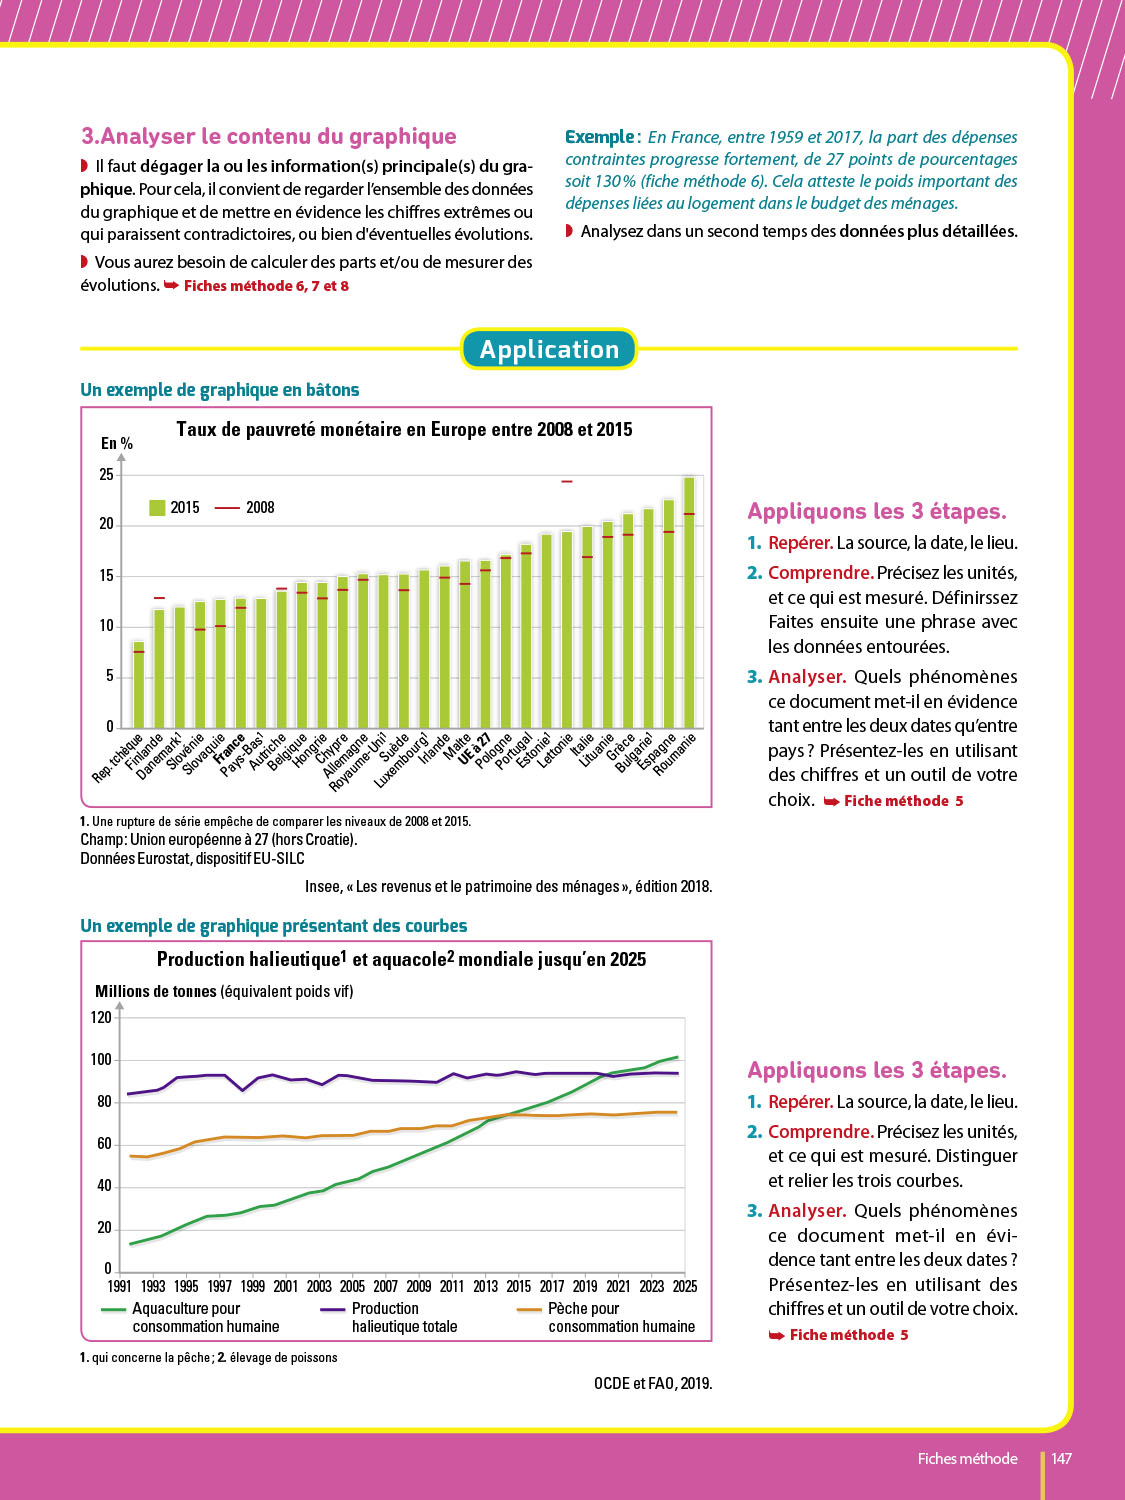 3.Analyser le contenu du graphique
◗ Il faut dégager la ou les information(s) principale(s) du gra-
phique. Pour cela, il convient de regarder l'ensemble des données
du graphique et de mettre en évidence les chiffres extrêmes ou
qui paraissent contradictoires, ou bien d'éventuelles évolutions.
◗ Vous aurez besoin de calculer des parts et/ou de mesurer des
évolutions. ➥ Fiches méthode 6, 7 et 8
Exemple : En France, entre 1959 et 2017, la part des dépenses
contraintes progresse fortement, de 27 points de pourcentages
soit 130 % (fiche méthode 6). Cela atteste le poids important des
dépenses liées au logement dans le budget des ménages.
◗ Analysez dans un second temps des données plus détaillées.
Application
Un exemple de graphique en bâtons
Taux de pauvreté monétaire en Europe entre 2008 et 2015
En %
25
20
15
10
5
0
2015
2008
Rep. tchèque
Finlande
Danemark¹
Slovénie
Slovaquie
France
Pays-Bas¹
Autriche
Belgique
Hongrie
Chypre
Allemagne
Royaume-Uni¹
Suède
Luxembourg¹
Irlande
Malte
UE à 27
Pologne
Portugal
Estonie¹
Lettonie
Italie
Lituanie
Grèce
Bulgarie¹
Espagne
Roumanie
1. Une rupture de série empêche de comparer les niveaux de 2008 et 2015.
Champ : Union européenne à 27 (hors Croatie).
Données Eurostat, dispositif EU-SILC
Insee, « Les revenus et le patrimoine des ménages », édition 2018.
Appliquons les 3 étapes.
1. Repérer. La source, la date, le lieu.
2. Comprendre. Précisez les unités,
et ce qui est mesuré. Définirssez
Faites ensuite une phrase avec
les données entourées.
3. Analyser. Quels phénomènes
ce document met-il en évidence
tant entre les deux dates qu'entre
pays ? Présentez-les en utilisant
des chiffres et un outil de votre
choix. ➥ Fiche méthode 5
Un exemple de graphique présentant des courbes
Production halieutique¹ et aquacole² mondiale jusqu'en 2025
Millions de tonnes (équivalent poids vif)
120
100
80
60
40
20
0
1991 1993 1995 1997 1999 2001 2003 2005 2007 2009 2011 2013 2015 2017 2019 2021 2023 2025
Aquaculture pour
consommation humaine
Production
halieutique totale
Pèche pour
consommation humaine
1. qui concerne la pêche ; 2. élevage de poissons
OCDE et FAO, 2019.
Appliquons les 3 étapes.
1. Repérer. La source, la date, le lieu.
2. Comprendre. Précisez les unités,
et ce qui est mesuré. Distinguer
et relier les trois courbes.
3. Analyser. Quels phénomènes
ce document met-il en évi-
dence tant entre les deux dates ?
Présentez-les en utilisant des
chiffres et un outil de votre choix.
➥ Fiche méthode 5
Fiches méthode 147